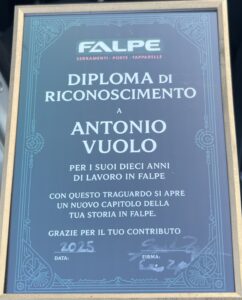 FALPE
SERRAMENTI - PORTE - TAPPARELLE
DIPLOMA DI
RICONOSCIMENTO
A
ANTONIO
VUOLO
PER I SUOI DIECI ANNI
DI LAVORO IN FALPE
CON QUESTO TRAGUARDO SI APRE
UN NUOVO CAPITOLO DELLA
TUA STORIA IN FALPE.
GRAZIE PER IL TUO CONTRIBUTO
2025
DATA:
FIRMA: